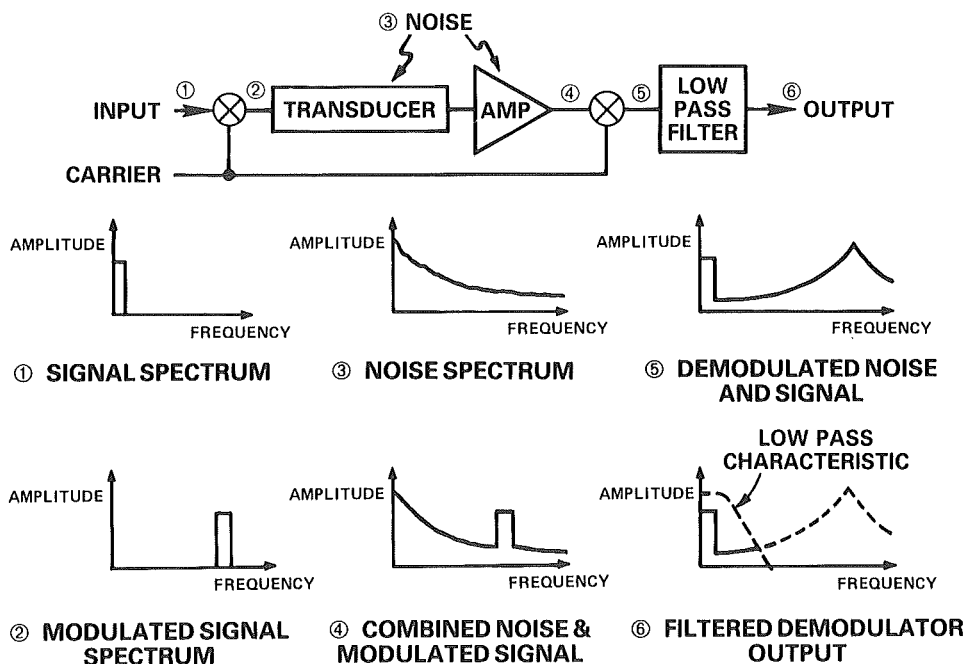 ③ NOISE
① ② ④ ⑤ ⑥
INPUT
TRANSDUCER
AMP
LOW
PASS
FILTER
OUTPUT
CARRIER
AMPLITUDE
FREQUENCY
① SIGNAL SPECTRUM
AMPLITUDE
FREQUENCY
③ NOISE SPECTRUM
AMPLITUDE
FREQUENCY
⑤ DEMODULATED NOISE
AND SIGNAL
AMPLITUDE
FREQUENCY
② MODULATED SIGNAL
SPECTRUM
AMPLITUDE
FREQUENCY
④ COMBINED NOISE &
MODULATED SIGNAL
LOW PASS
CHARACTERISTIC
AMPLITUDE
FREQUENCY
⑥ FILTERED DEMODULATOR
OUTPUT